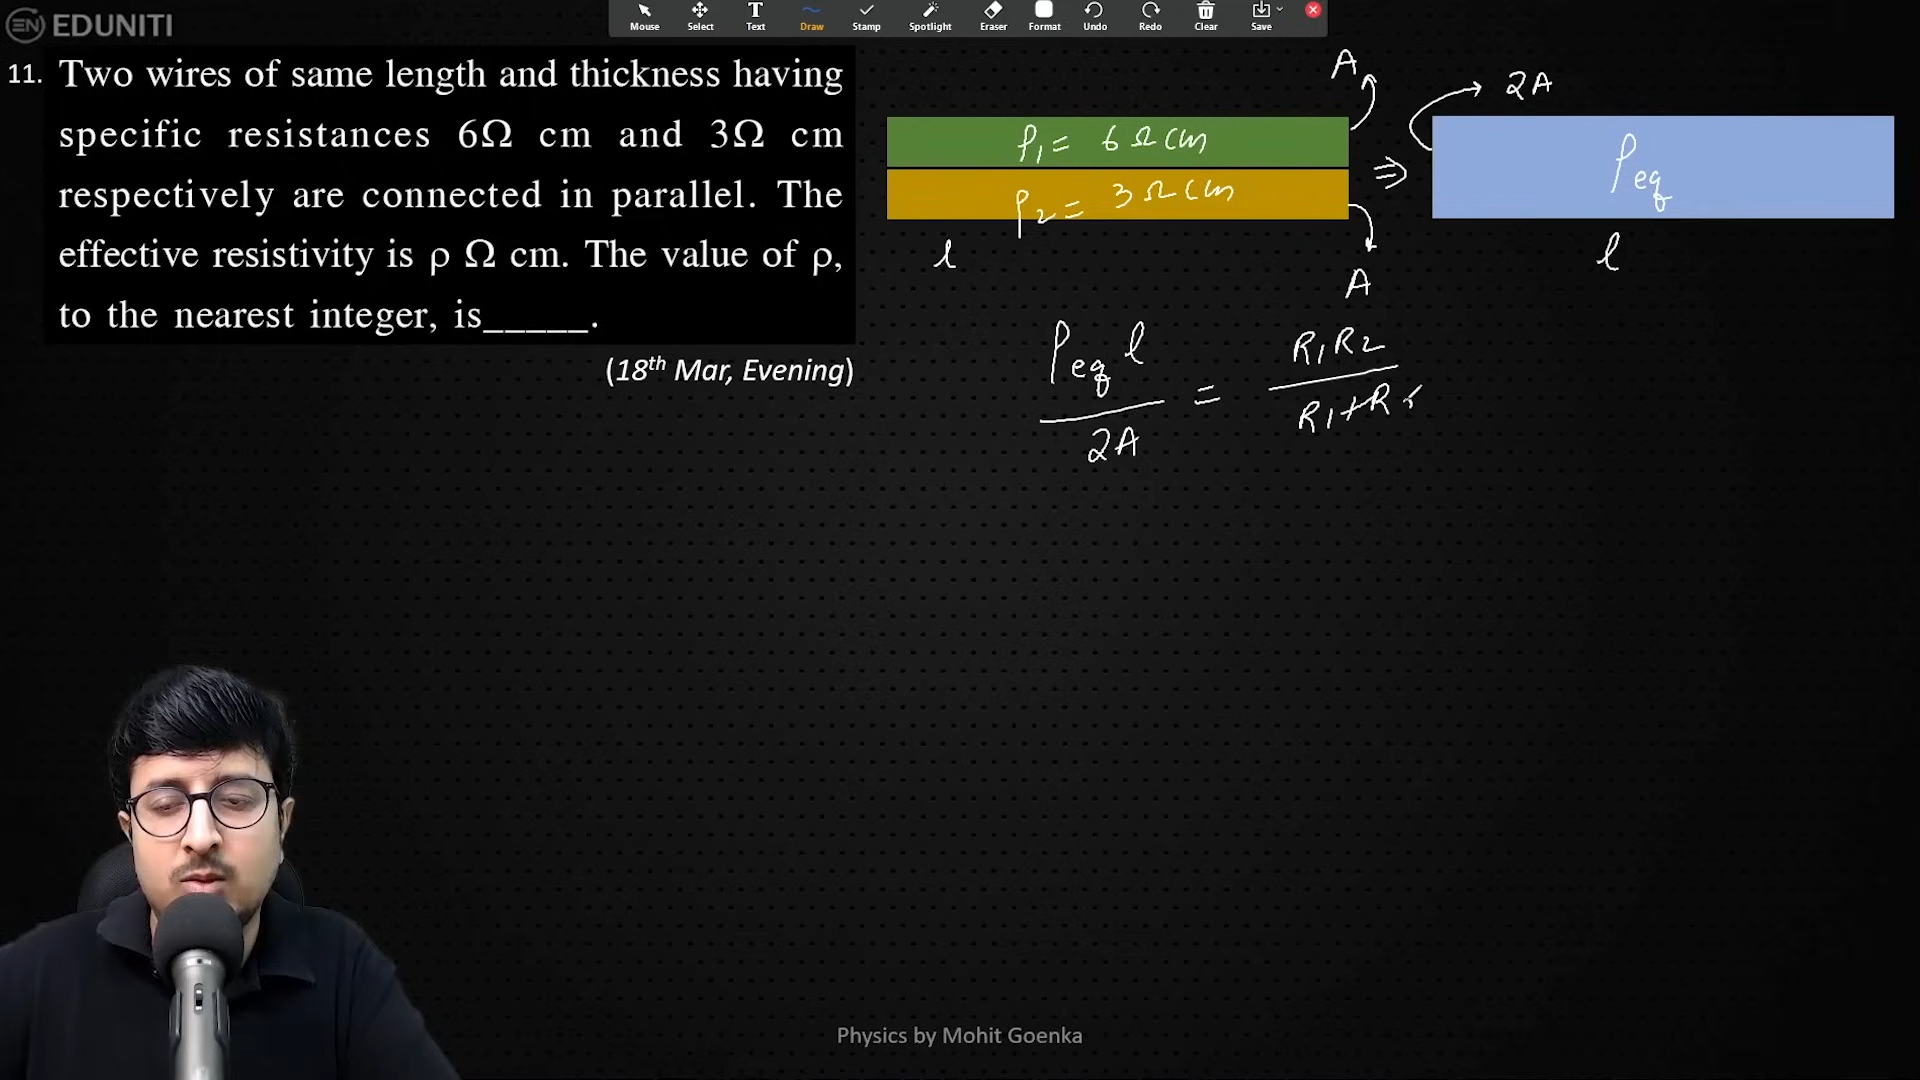 EN EDUNITI
Mouse Select Text Draw Stamp Spotlight Eraser Format Undo Redo Clear Save
11. Two wires of same length and thickness having
specific resistances 6Ω cm and 3Ω cm
respectively are connected in parallel. The
effective resistivity is ρ Ω cm. The value of ρ,
to the nearest integer, is_____.
(18th Mar, Evening)
A
2A
ρ1 = 6 Ω cm
ρ2 = 3 Ω cm
⇒
ρeq
l
A
l
ρeq l / 2A = R1R2 / R1+R
Physics by Mohit Goenka